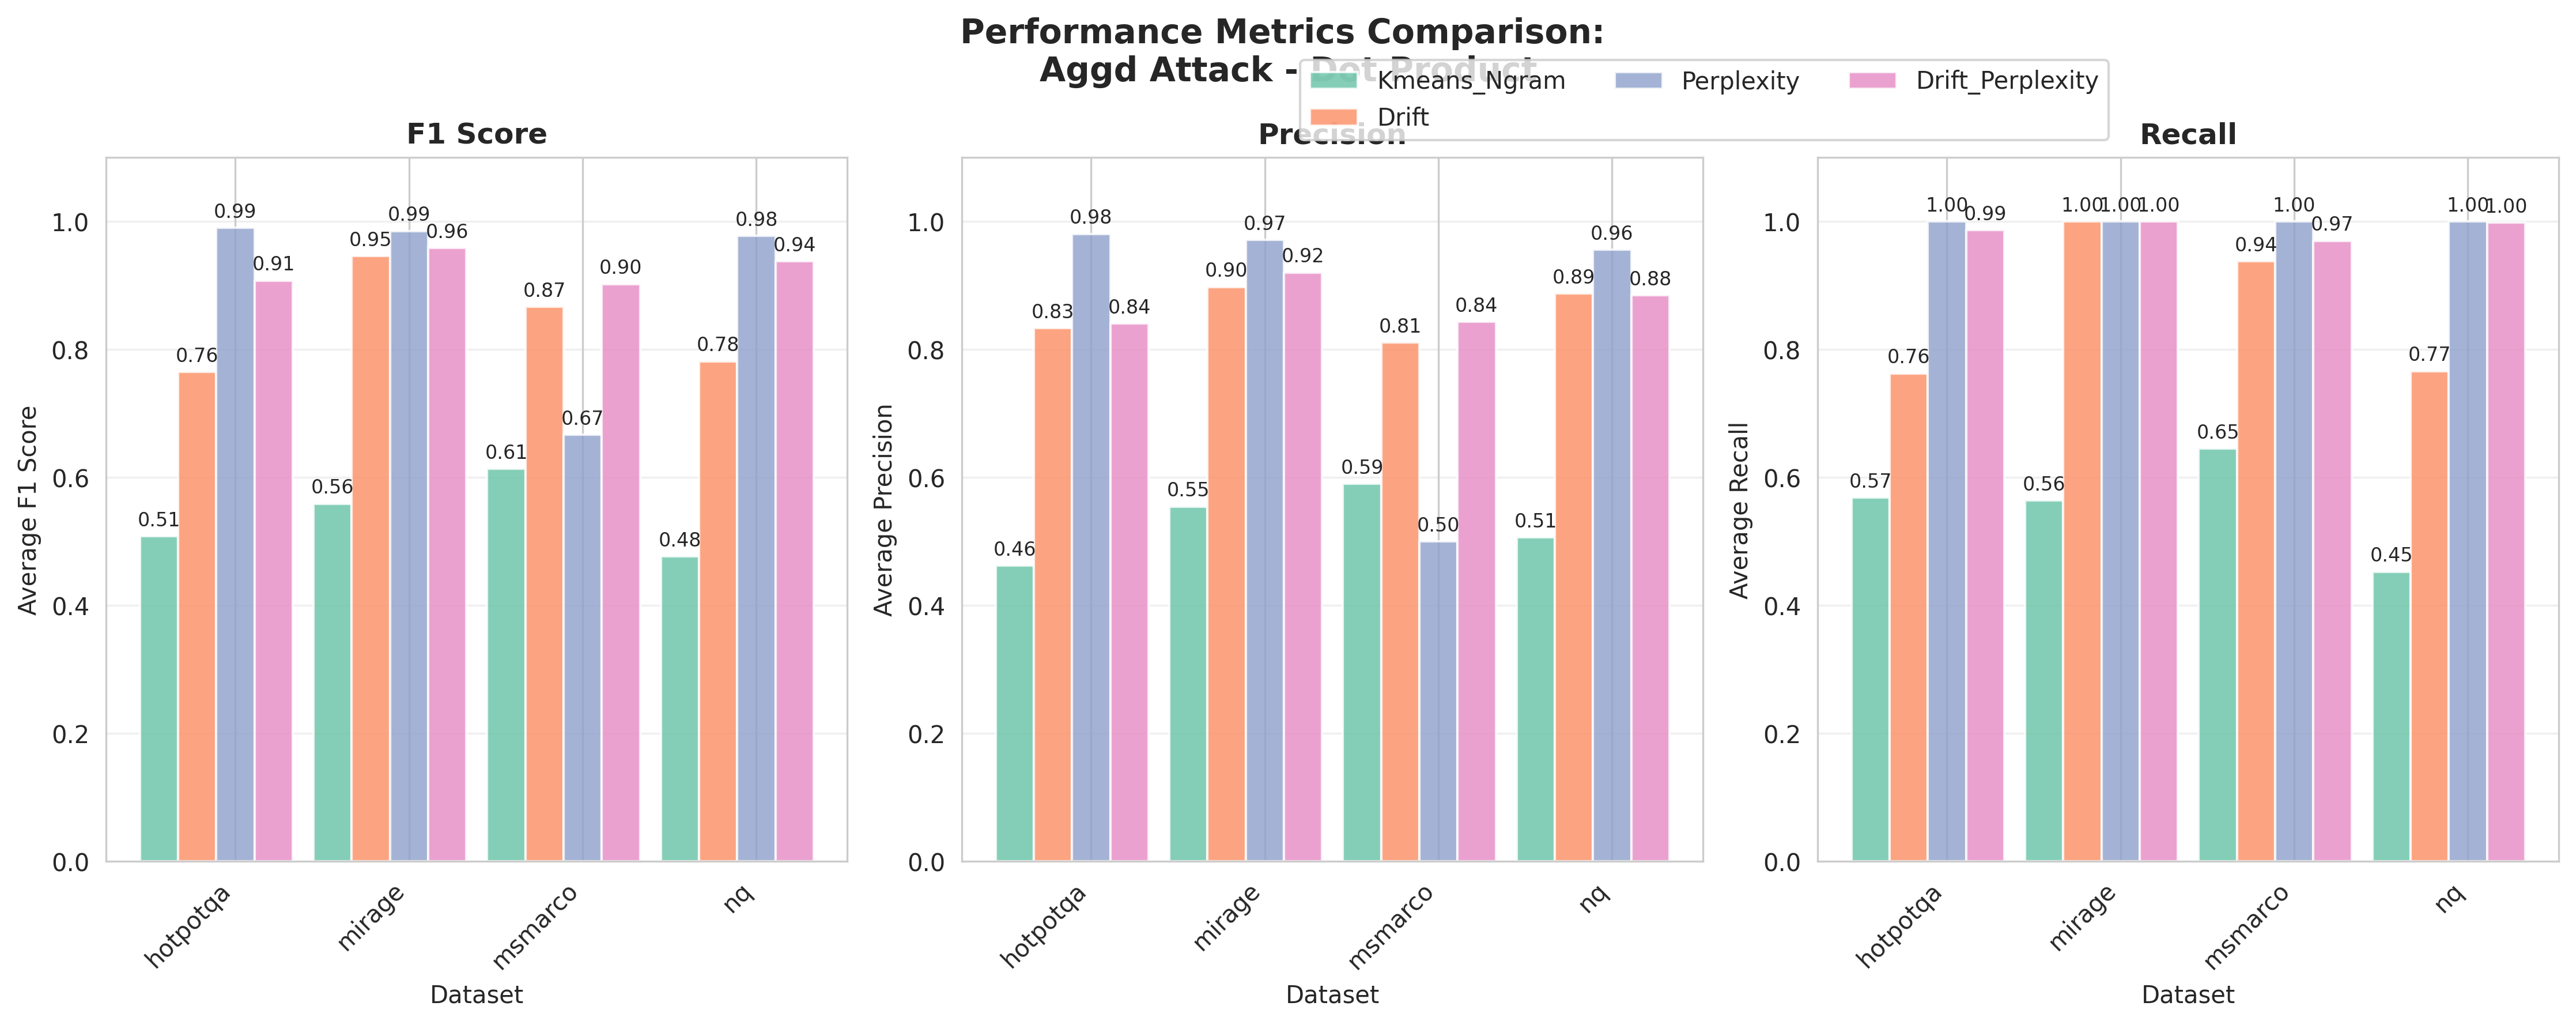 Performance Metrics Comparison:
Aggd Attack - Dot Product
Kmeans_Ngram
Drift
Perplexity
Drift_Perplexity
F1 Score
Average F1 Score
1.0
0.8
0.6
0.4
0.2
0.0
0.51
0.76
0.99
0.91
0.56
0.95
0.99
0.96
0.61
0.87
0.67
0.90
0.48
0.78
0.98
0.94
hotpotqa
mirage
msmarco
nq
Dataset
Precision
Average Precision
1.0
0.8
0.6
0.4
0.2
0.0
0.46
0.83
0.98
0.84
0.55
0.90
0.97
0.92
0.59
0.81
0.50
0.84
0.51
0.89
0.96
0.88
hotpotqa
mirage
msmarco
nq
Dataset
Recall
Average Recall
1.0
0.8
0.6
0.4
0.2
0.0
0.57
0.76
1.00
0.99
0.56
1.00
1.00
1.00
0.65
0.94
1.00
0.97
0.45
0.77
1.00
1.00
hotpotqa
mirage
msmarco
nq
Dataset